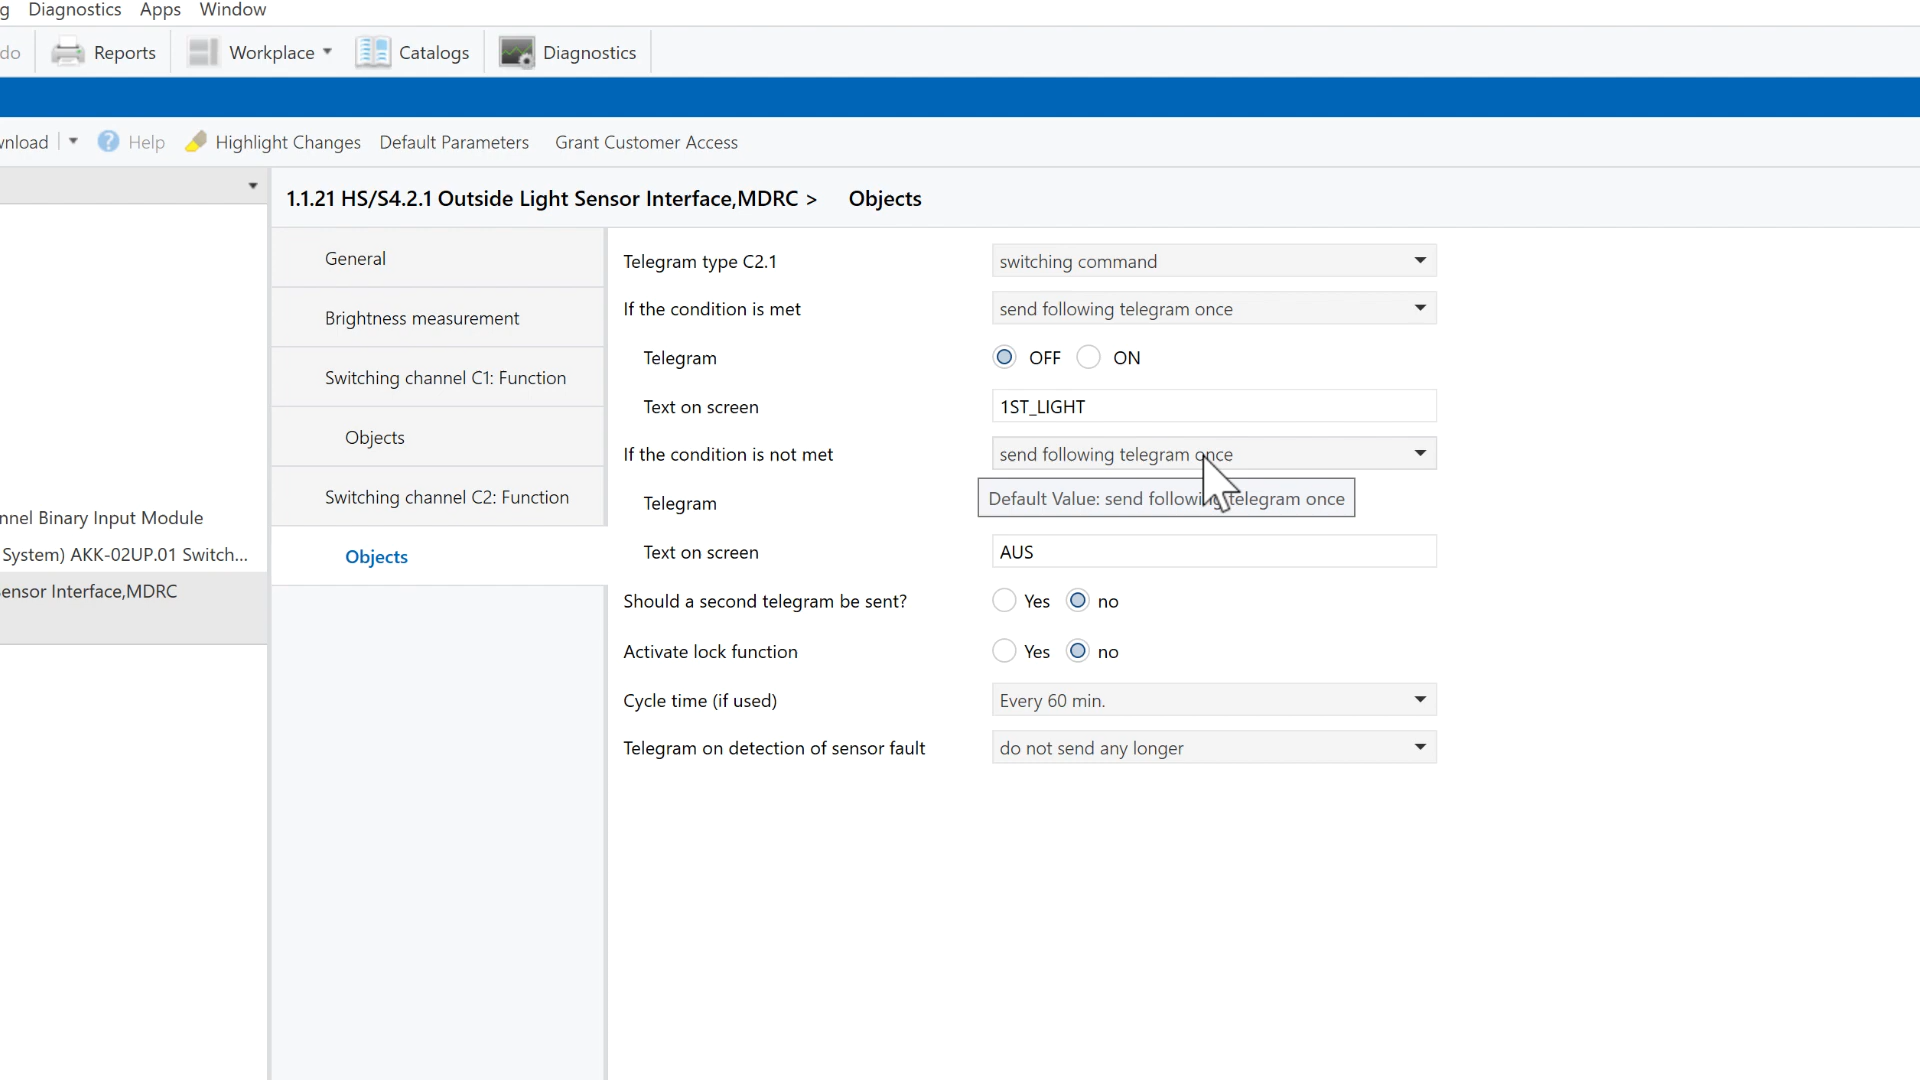 g Diagnostics Apps Window
do Reports Workplace Catalogs Diagnostics
wnload Help Highlight Changes Default Parameters Grant Customer Access
1.1.21 HS/S4.2.1 Outside Light Sensor Interface,MDRC > Objects
General
Brightness measurement
Switching channel C1: Function
Objects
Switching channel C2: Function
Objects
nnel Binary Input Module
System) AKK-02UP.01 Switch...
ensor Interface,MDRC
Telegram type C2.1 switching command
If the condition is met send following telegram once
Telegram OFF ON
Text on screen 1ST_LIGHT
If the condition is not met send following telegram once
Telegram Default Value: send following telegram once
Text on screen AUS
Should a second telegram be sent? Yes no
Activate lock function Yes no
Cycle time (if used) Every 60 min.
Telegram on detection of sensor fault do not send any longer